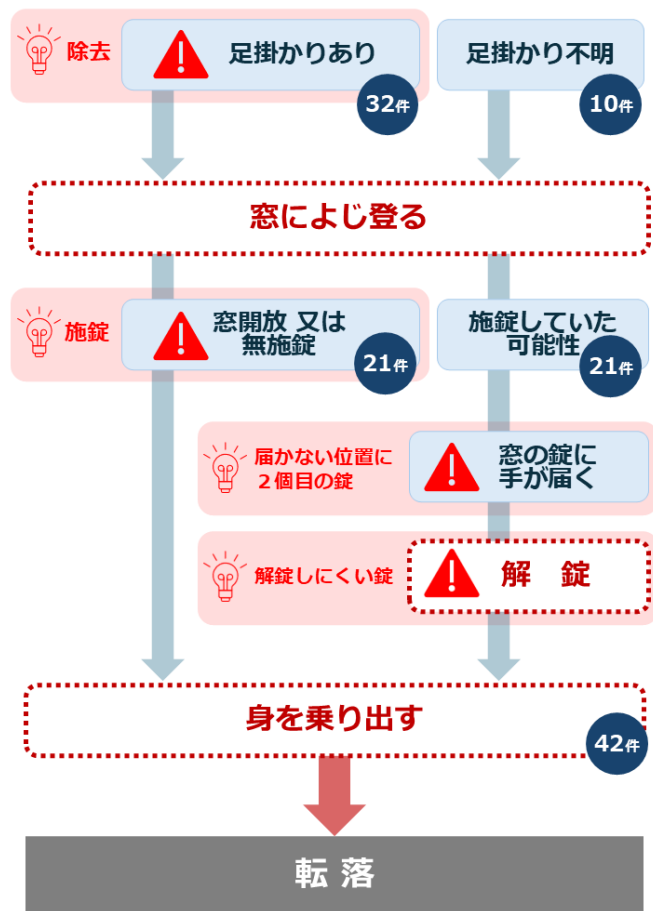 除去
足掛かりあり
32件
足掛かり不明
10件
窓によじ登る
施錠
窓開放 又は
無施錠
21件
施錠していた
可能性
21件
届かない位置に
２個目の錠
窓の錠に
手が届く
解錠しにくい錠
解　錠
身を乗り出す
42件
転 落